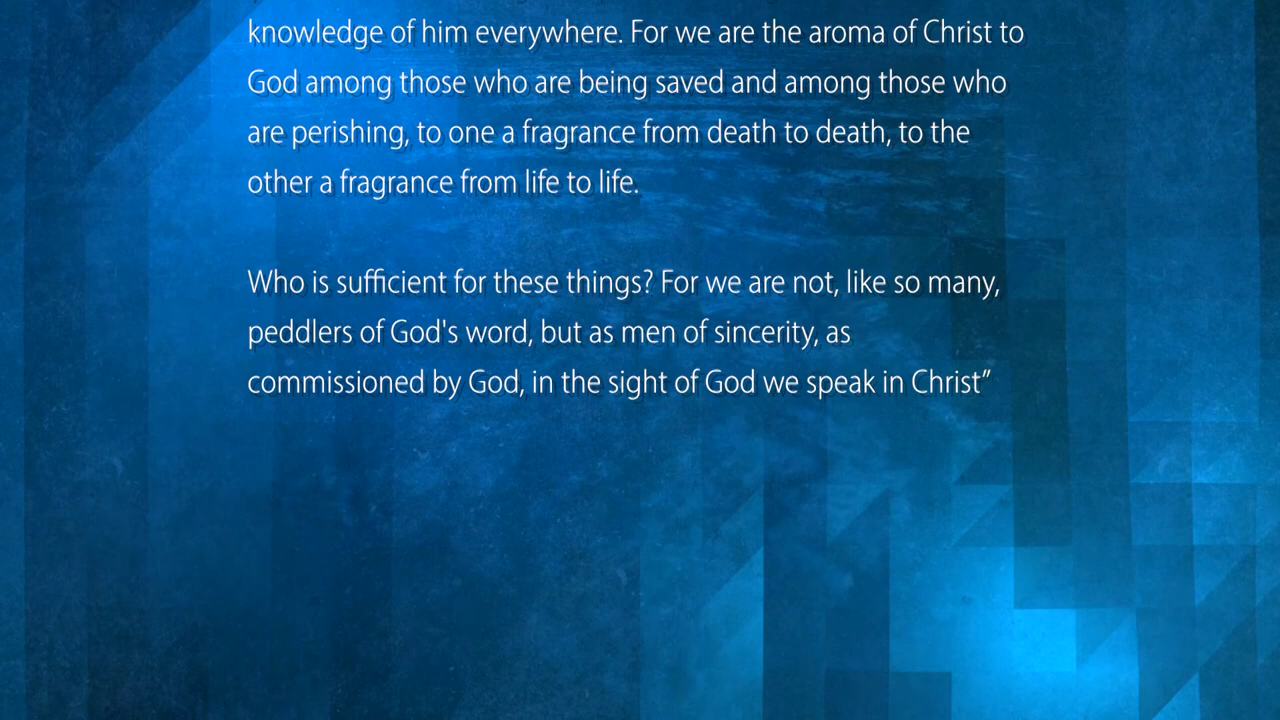 knowledge of him everywhere. For we are the aroma of Christ to
God among those who are being saved and among those who
are perishing, to one a fragrance from death to death, to the
other a fragrance from life to life.
Who is sufficient for these things? For we are not, like so many,
peddlers of God's word, but as men of sincerity, as
commissioned by God, in the sight of God we speak in Christ”